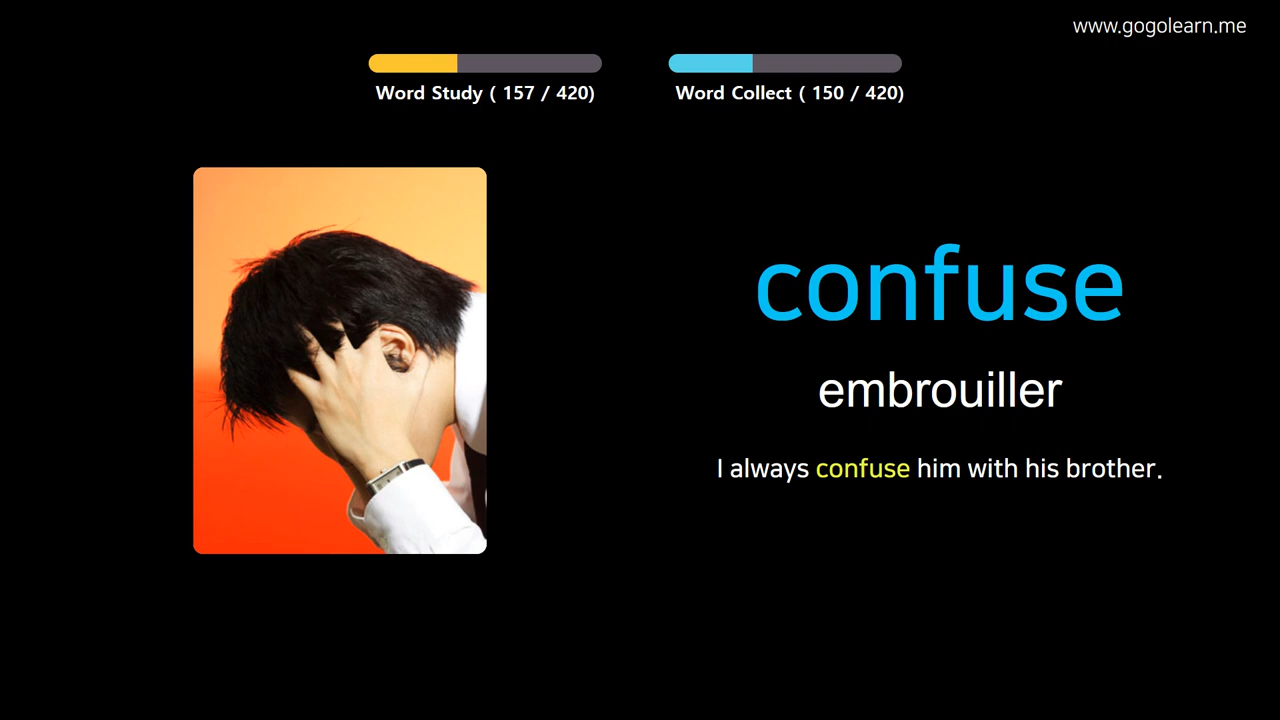 www.gogolearn.me
Word Study ( 157 / 420)
Word Collect ( 150 / 420)
confuse
embrouiller
I always confuse him with his brother.